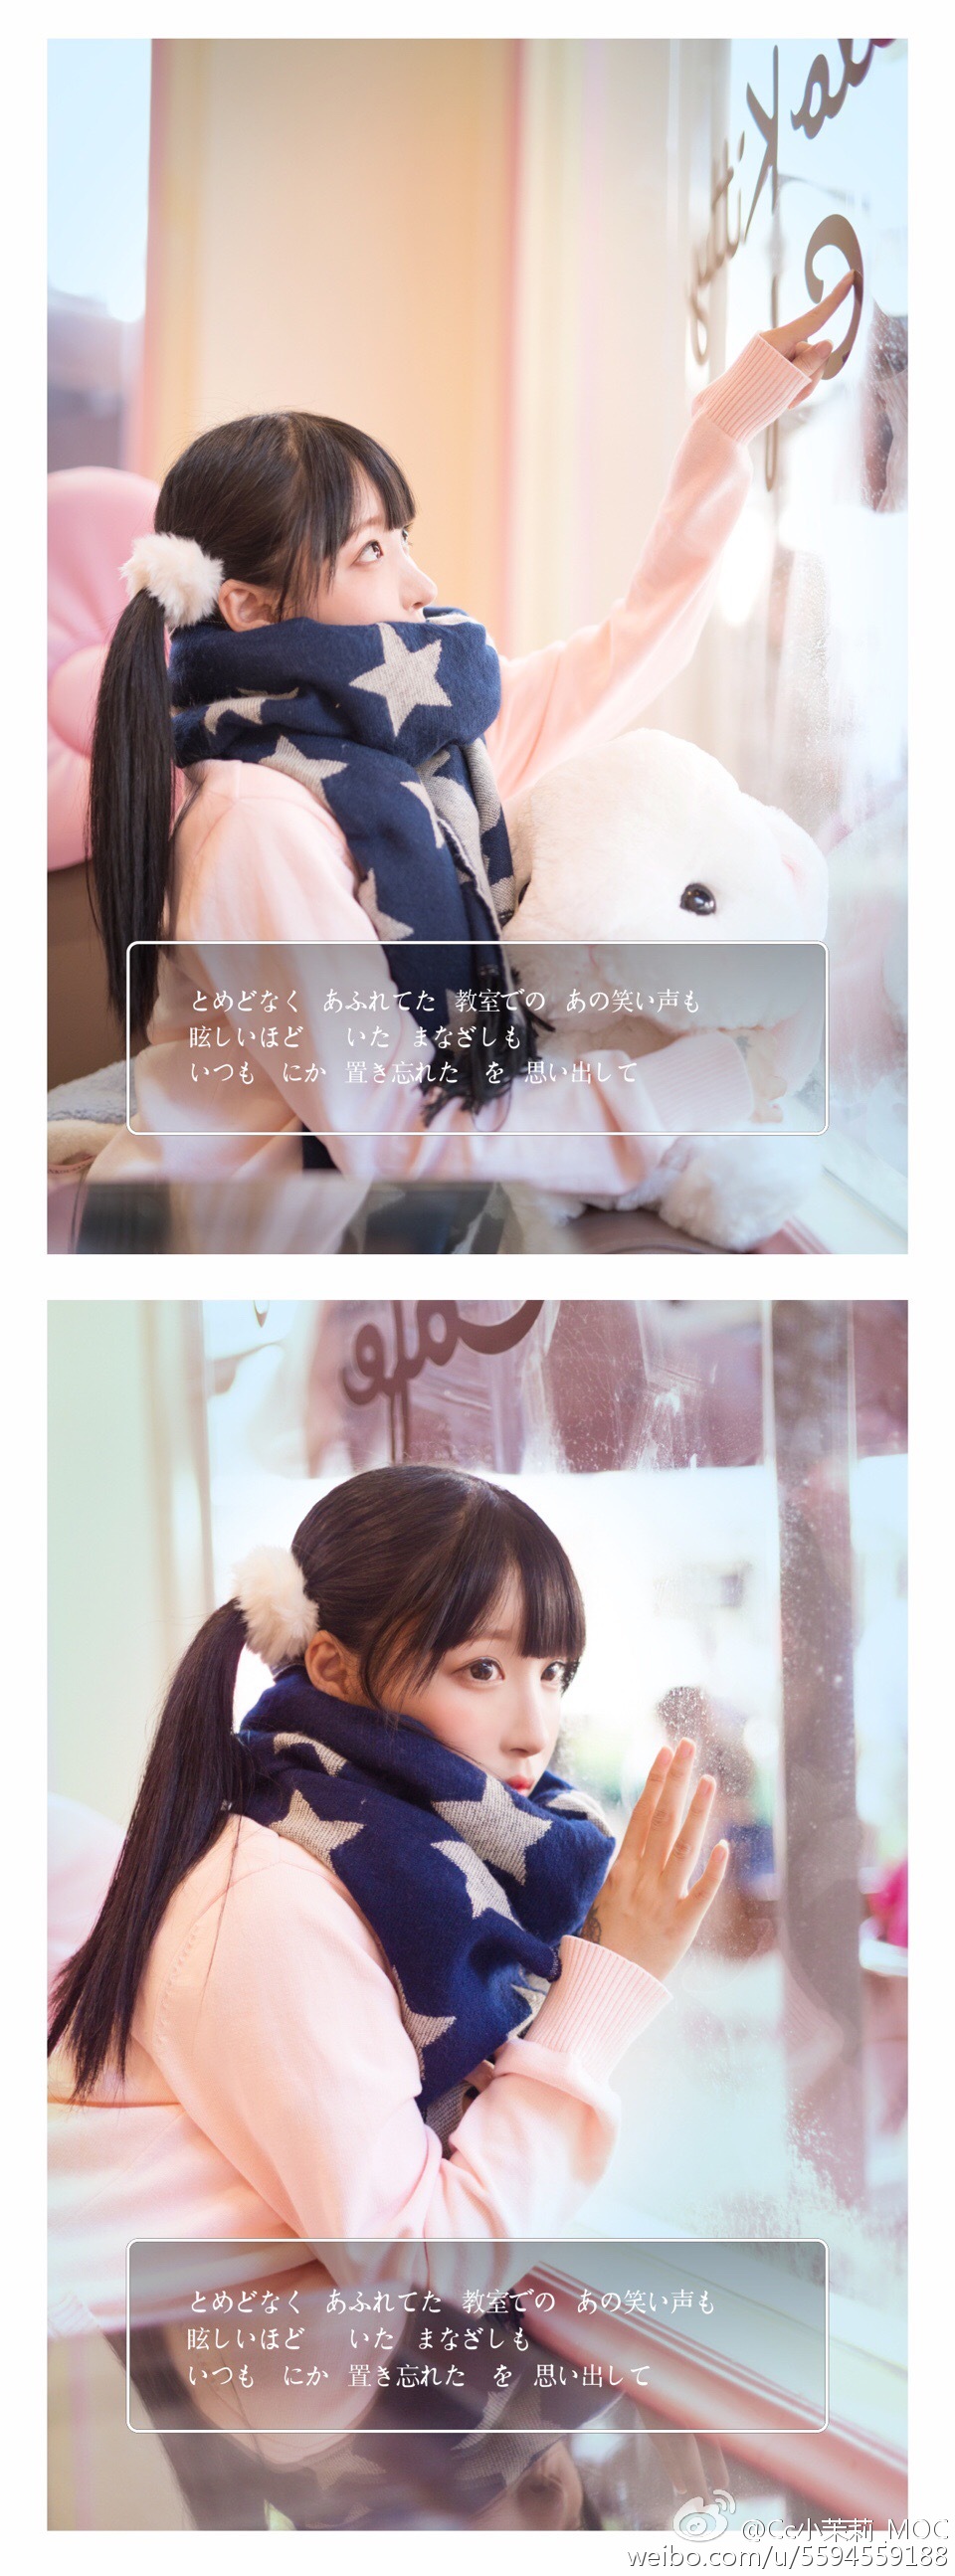 とめどなく あふれてた 教室での あの笑い声も
眩しいほど いた まなざしも
いつも にか 置き忘れた を 思い出して
Cafe
とめどなく あふれてた 教室での あの笑い声も
眩しいほど いた まなざしも
いつも にか 置き忘れた を 思い出して
@Cc小茉莉_MOC
weibo.com/u/5594559188